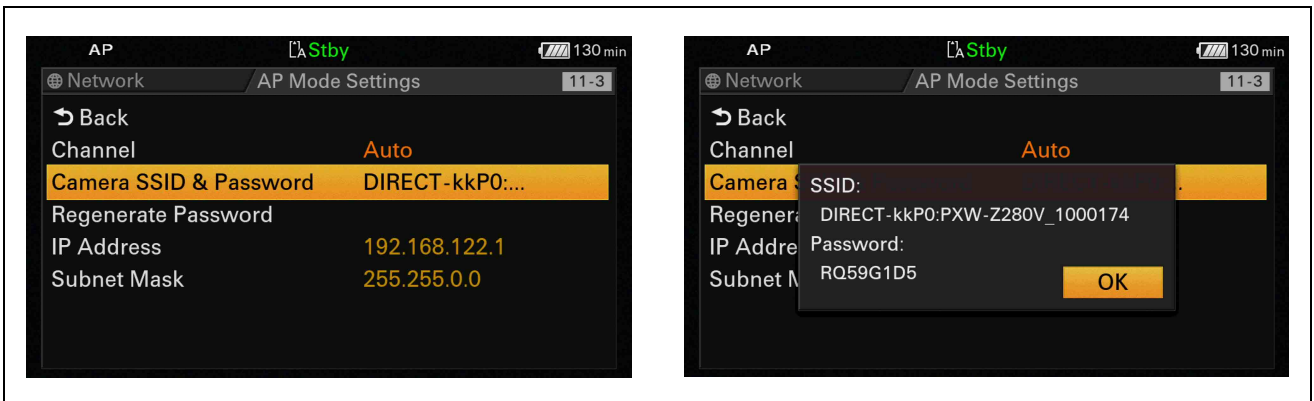 AP Stby 130 min
Network AP Mode Settings 11-3
Back
Channel Auto
Camera SSID & Password DIRECT-kkP0:...
Regenerate Password
IP Address 192.168.122.1
Subnet Mask 255.255.0.0
AP Stby 130 min
Network AP Mode Settings 11-3
Back
Channel Auto
Camera S
Regenera
IP Addre
Subnet M
SSID:
DIRECT-kkP0:PXW-Z280V_1000174
Password:
RQ59G1D5
OK